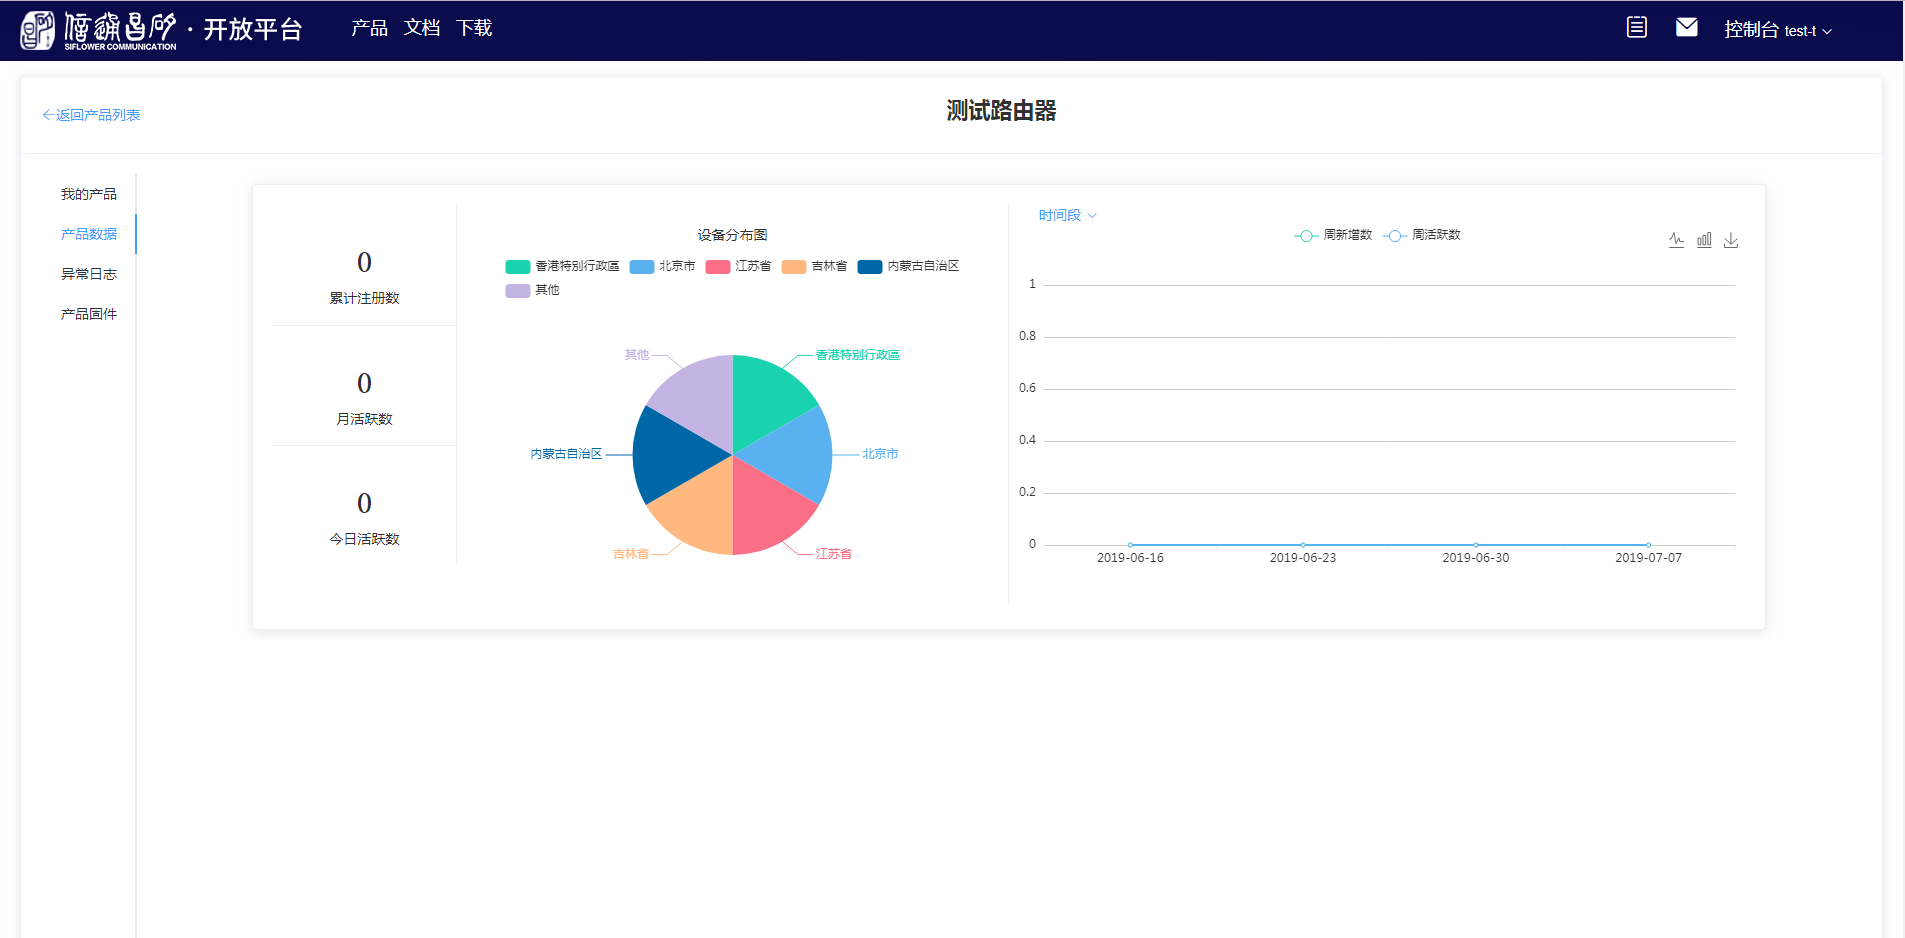 信通昌所 · 开放平台
SIFLOWER COMMUNICATION
产品 文档 下载
控制台 test-t
返回产品列表
测试路由器
我的产品
产品数据
异常日志
产品固件
0
累计注册数
0
月活跃数
0
今日活跃数
设备分布图
香港特別行政區 北京市 江苏省 吉林省 内蒙古自治区
其他
其他
香港特別行政區
内蒙古自治区
北京市
吉林省
江苏省
时间段
周新增数 周活跃数
1
0.8
0.6
0.4
0.2
0
2019-06-16 2019-06-23 2019-06-30 2019-07-07